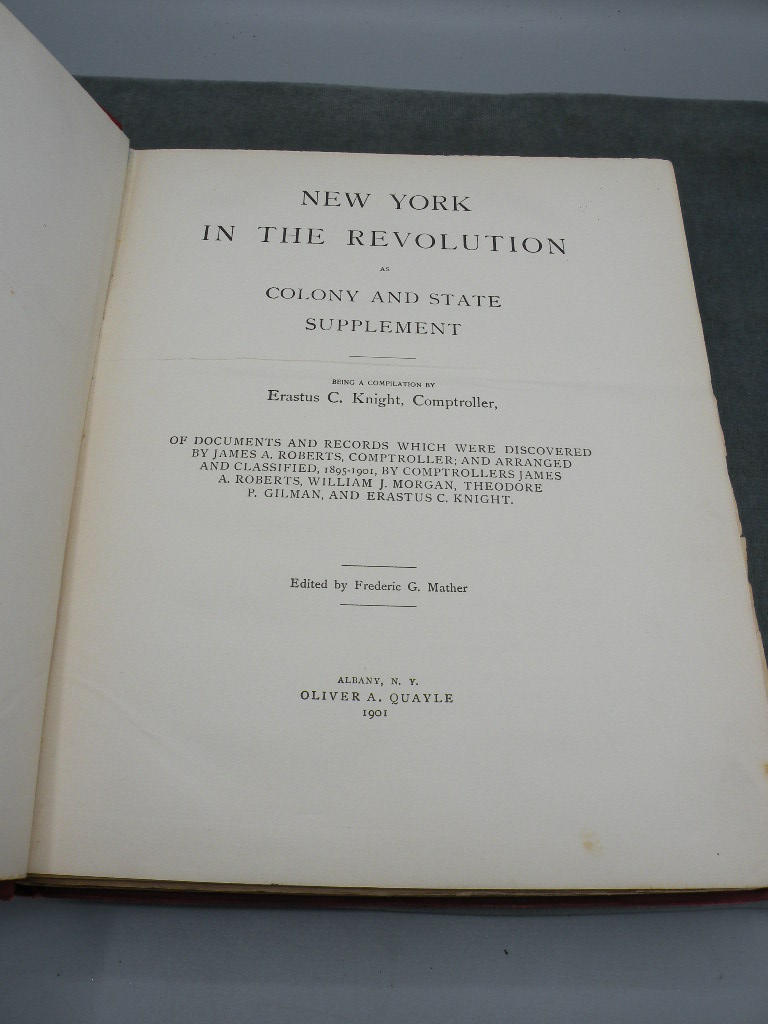 NEW YORK
IN THE REVOLUTION
AS
COLONY AND STATE
SUPPLEMENT
BEING A COMPILATION BY
Erastus C. Knight, Comptroller,
OF DOCUMENTS AND RECORDS WHICH WERE DISCOVERED
BY JAMES A. ROBERTS, COMPTROLLER; AND ARRANGED
AND CLASSIFIED, 1895-1901, BY COMPTROLLERS JAMES
A. ROBERTS, WILLIAM J. MORGAN, THEODORE
P. GILMAN, AND ERASTUS C. KNIGHT.
Edited by Frederic G. Mather
ALBANY, N. Y.
OLIVER A. QUAYLE
1901